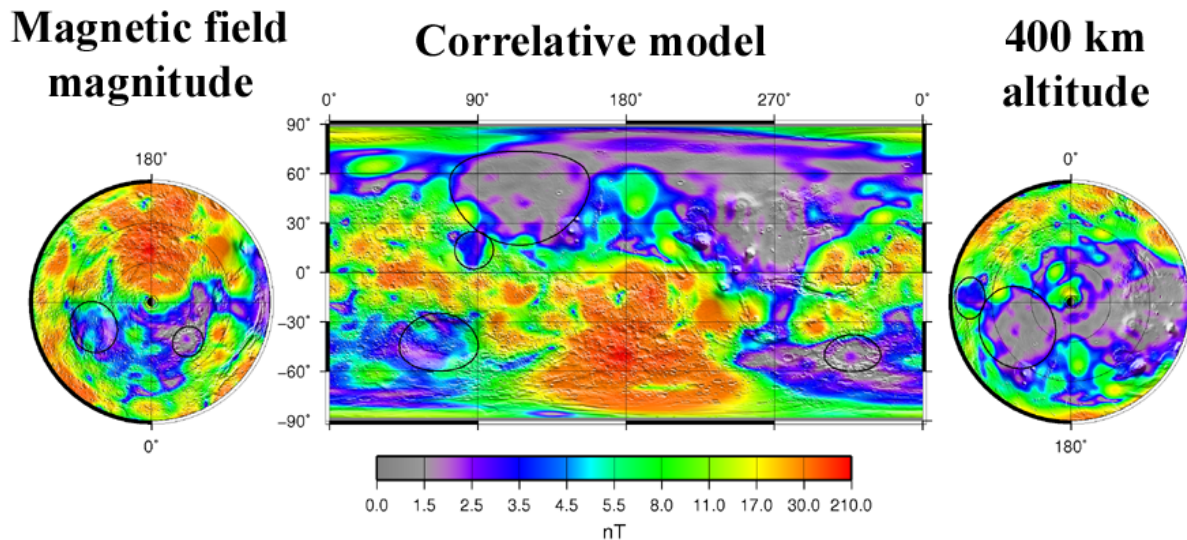 Magnetic field
magnitude
Correlative model
400 km
altitude
0° 90° 180° 270° 0°
90°
60°
30°
0°
−30°
−60°
−90°
180°
0°
0°
180°
0.0 1.5 2.5 3.5 4.5 5.5 8.0 11.0 17.0 30.0 210.0
nT